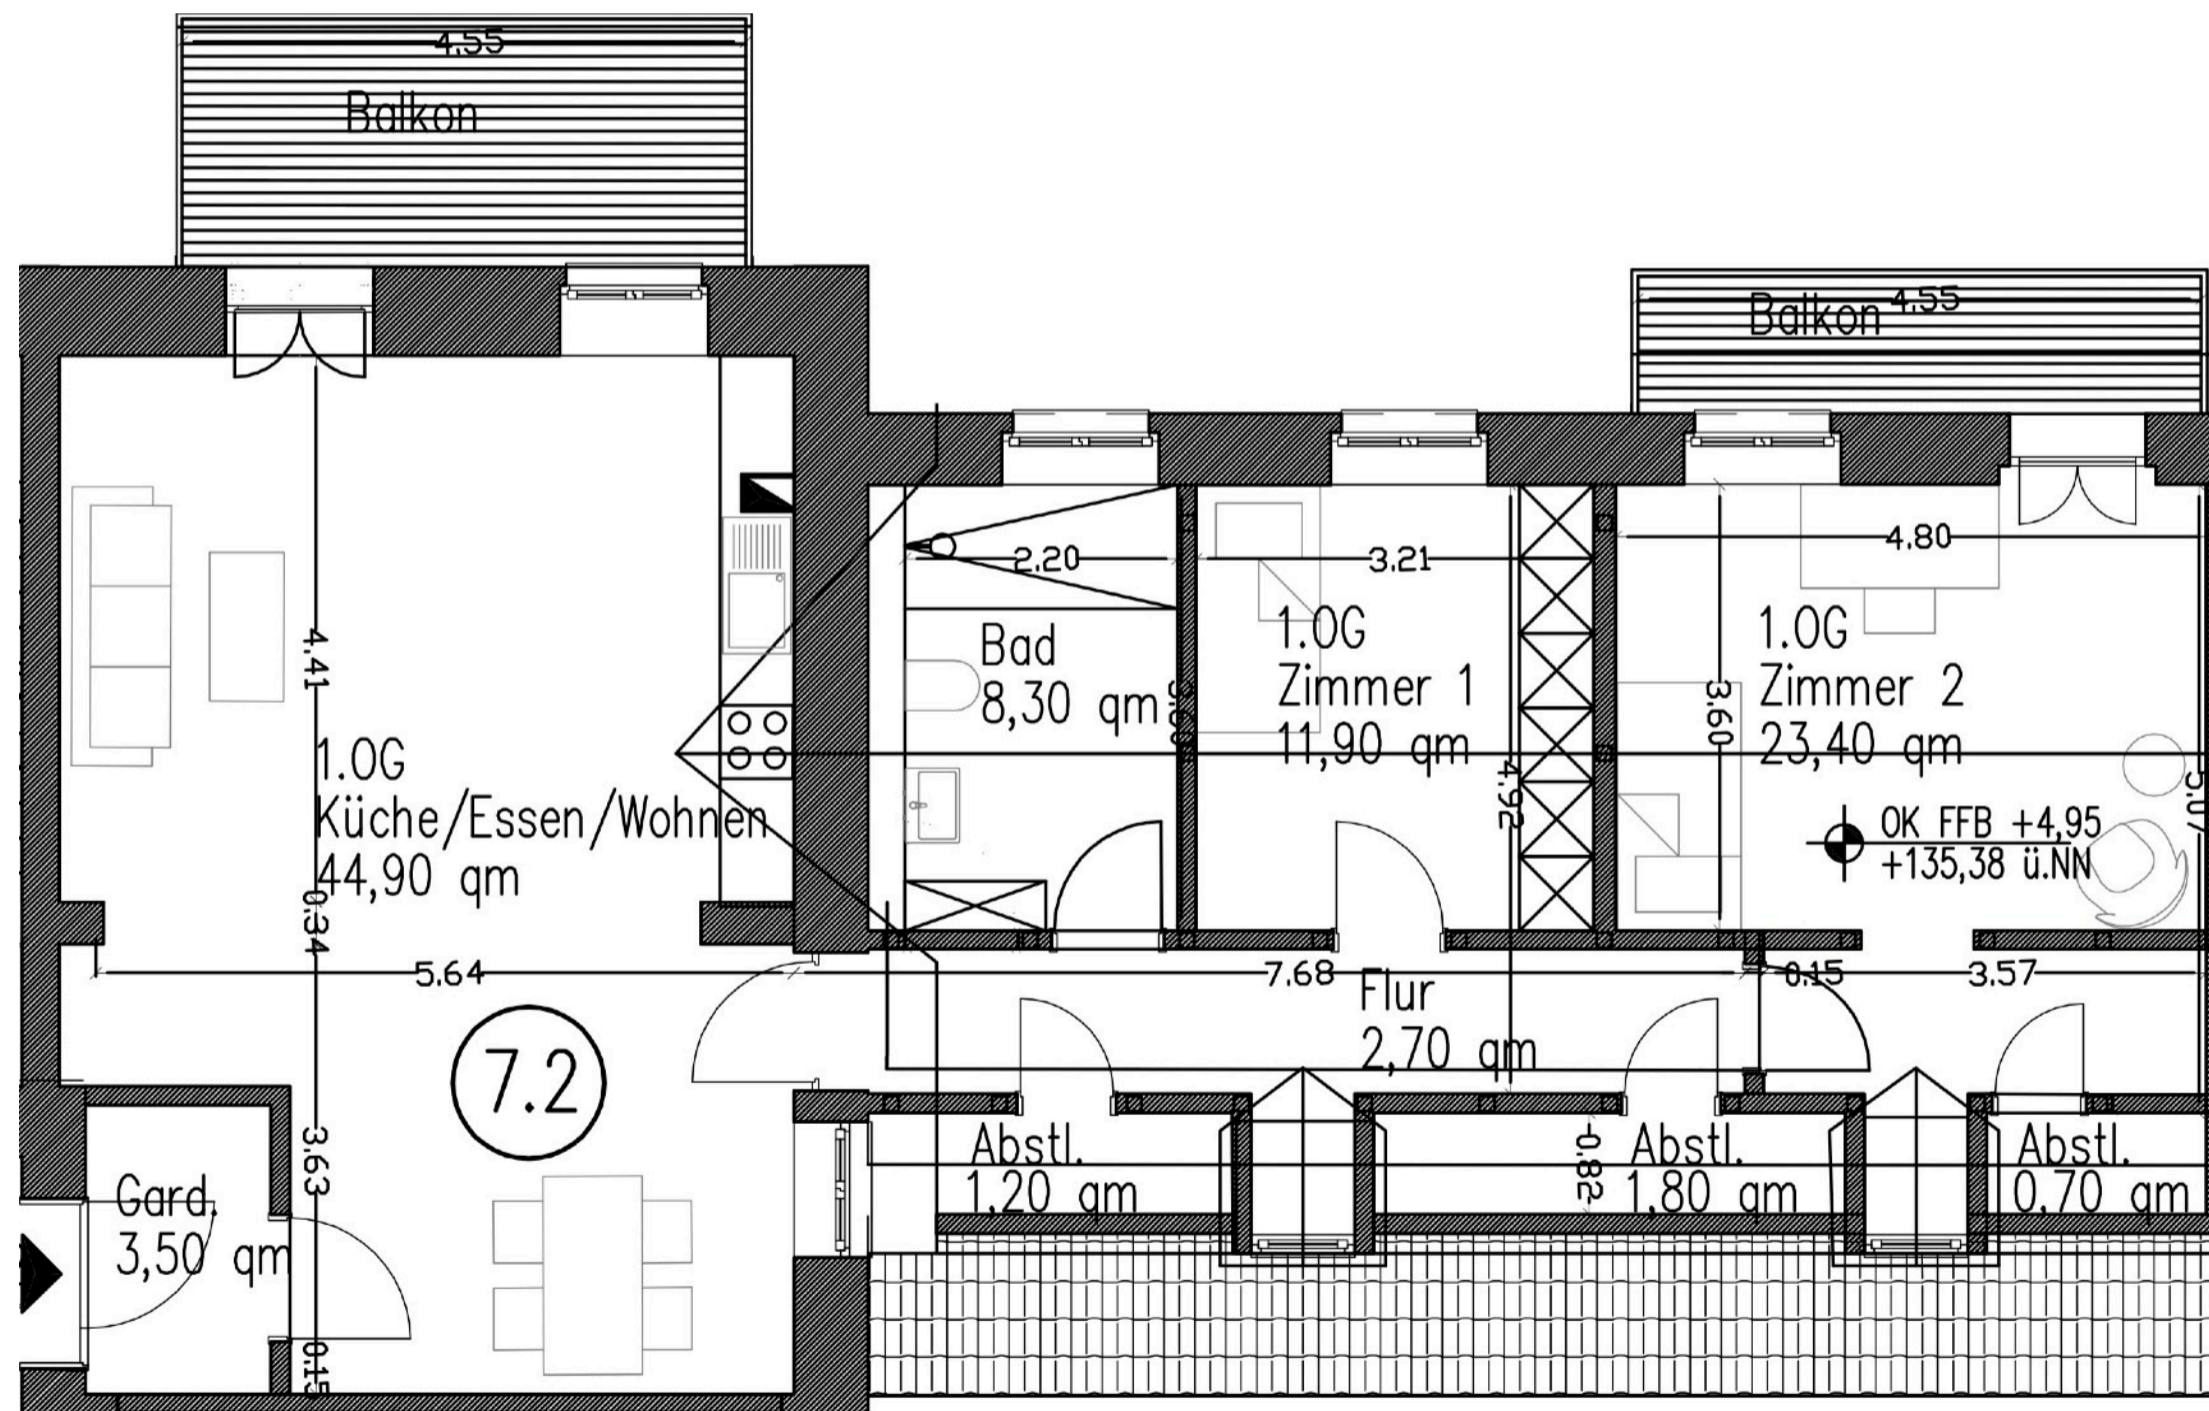 4.55
Balkon
Balkon
4.55
2.20
3.21
4.80
4.41
1.OG
Küche/Essen/Wohnen
44,90 qm
Bad
8,30 qm
3.60
1.OG
Zimmer 1
11,90 qm
4.92
3.60
1.OG
Zimmer 2
23,40 qm
5.07
OK FFB +4,95
+135,38 ü.NN
0.34
5.64
7.68
0.15
3.57
Flur
2,70 qm
7.2
3.63
Gard.
3,50 qm
0.15
Abstl.
1,20 qm
0.82
Abstl.
1,80 qm
Abstl.
0,70 qm